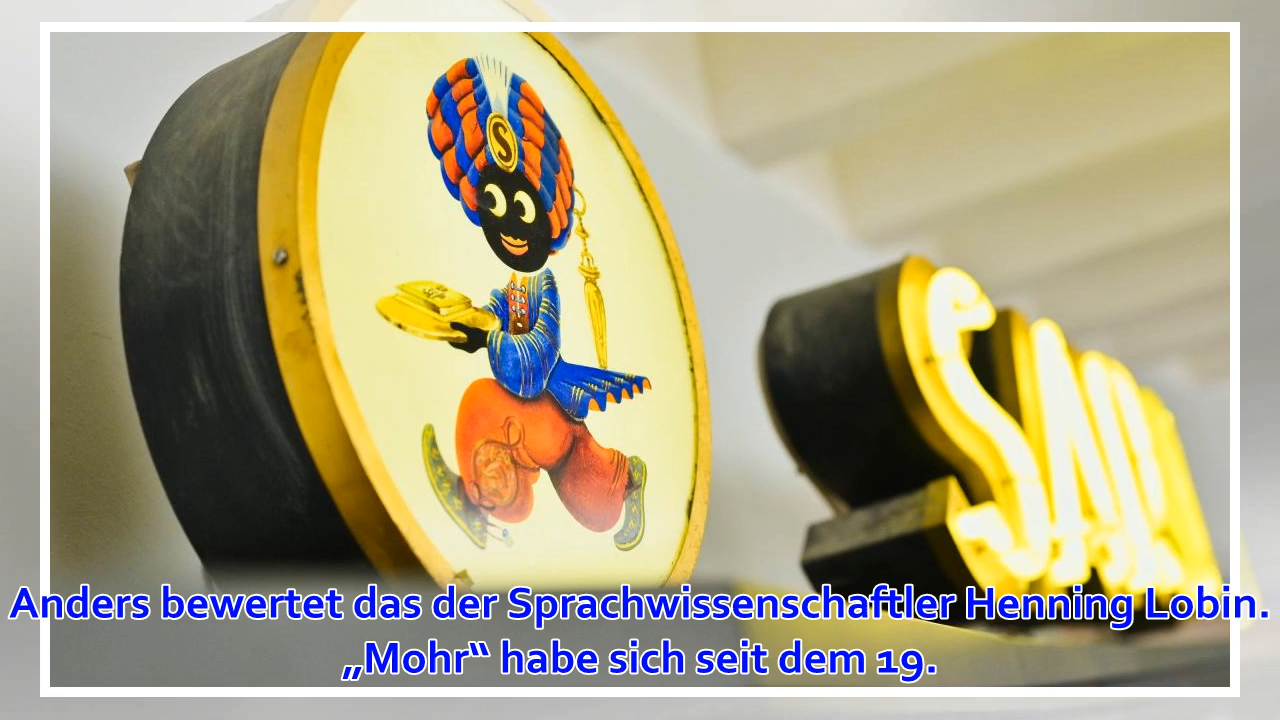 S
Anders bewertet das der Sprachwissenschaftler Henning Lobin.
„Mohr“ habe sich seit dem 19.